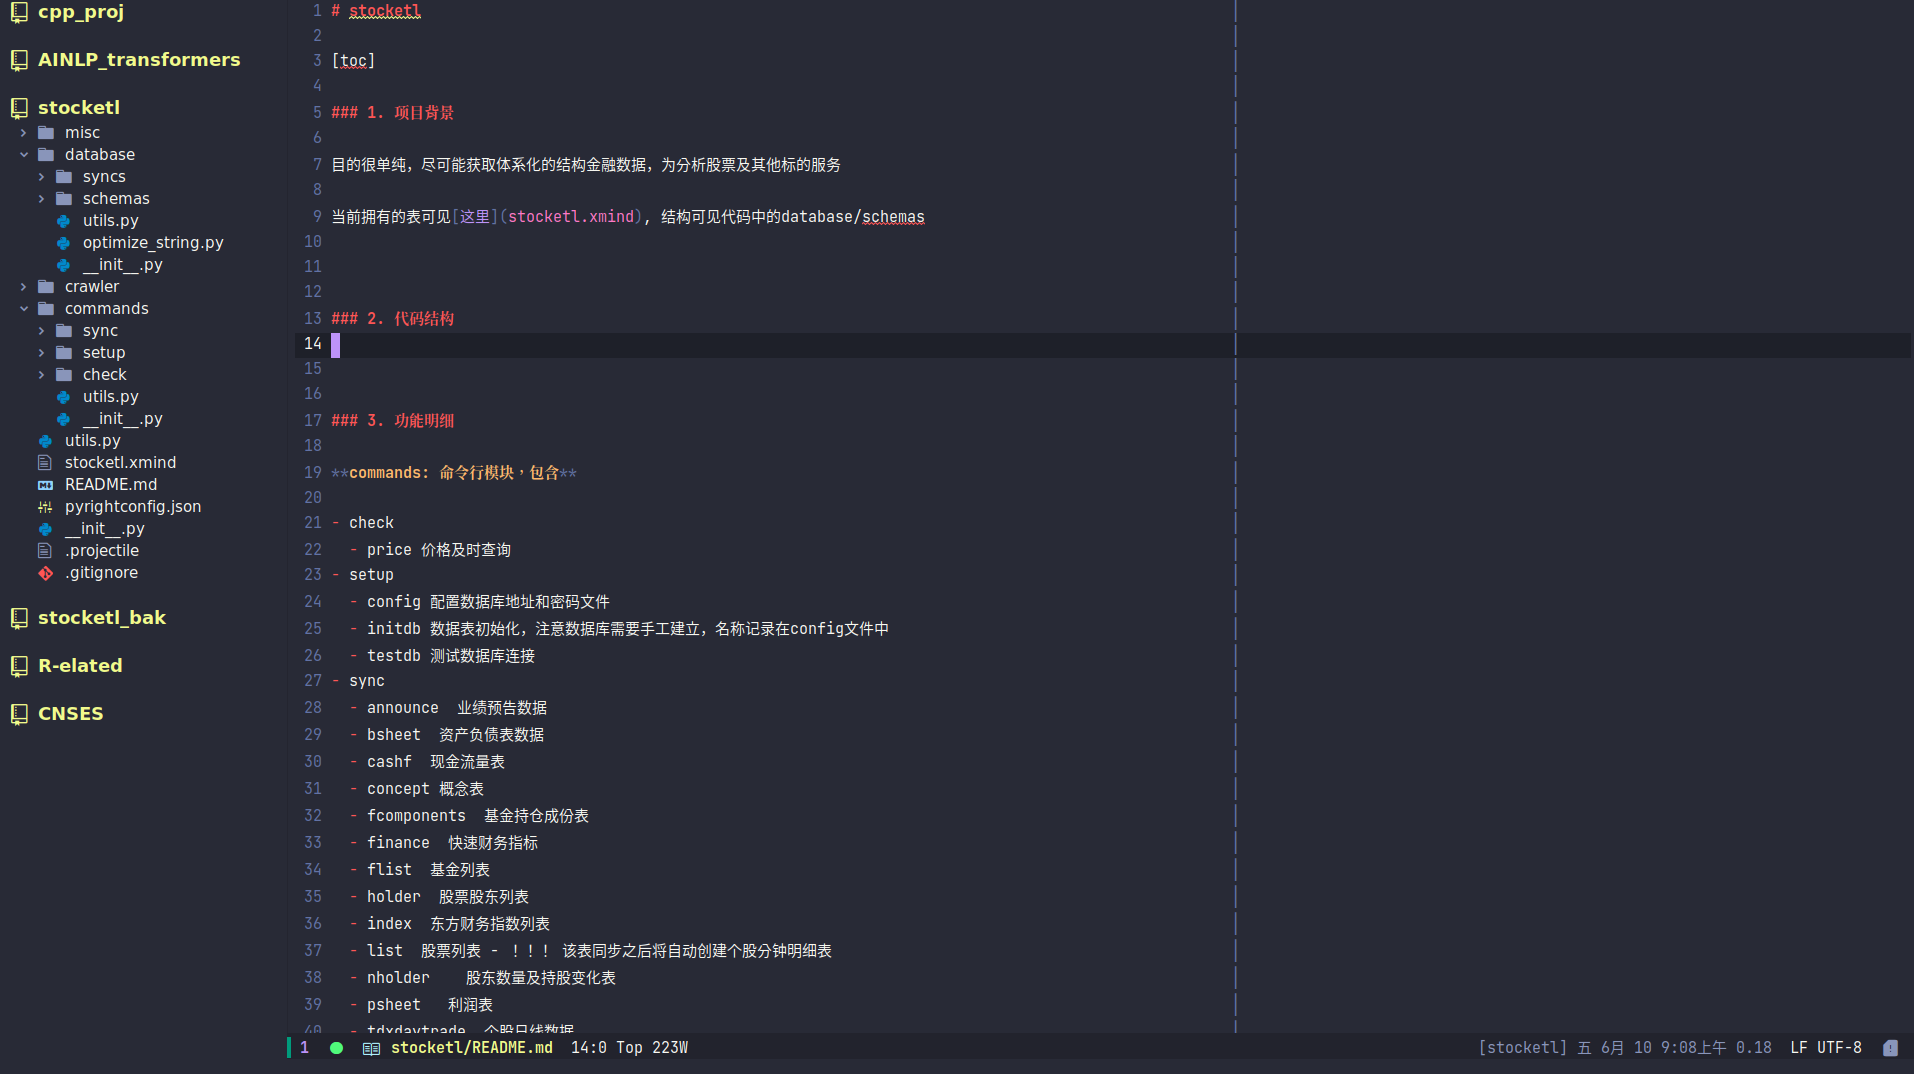 cpp_proj
AINLP_transformers
stocketl
misc
database
syncs
schemas
utils.py
optimize_string.py
__init__.py
crawler
commands
sync
setup
check
utils.py
__init__.py
utils.py
stocketl.xmind
README.md
pyrightconfig.json
__init__.py
.projectile
.gitignore
stocketl_bak
R-elated
CNSES
1 # stocketl
2
3 [toc]
4
5 ### 1. 项目背景
6
7 目的很单纯，尽可能获取体系化的结构金融数据，为分析股票及其他标的服务
8
9 当前拥有的表可见[这里](stocketl.xmind), 结构可见代码中的database/schemas
10
11
12
13 ### 2. 代码结构
14
15
16
17 ### 3. 功能明细
18
19 **commands: 命令行模块，包含**
20
21 - check
22   - price 价格及时查询
23 - setup
24   - config 配置数据库地址和密码文件
25   - initdb 数据表初始化，注意数据库需要手工建立，名称记录在config文件中
26   - testdb 测试数据库连接
27 - sync
28   - announce  业绩预告数据
29   - bsheet  资产负债表数据
30   - cashf  现金流量表
31   - concept 概念表
32   - fcomponents  基金持仓成份表
33   - finance  快速财务指标
34   - flist  基金列表
35   - holder  股票股东列表
36   - index  东方财务指数列表
37   - list  股票列表 - ！！！ 该表同步之后将自动创建个股分钟明细表
38   - nholder    股东数量及持股变化表
39   - psheet   利润表
40   - tdxdaytrade  个股日线数据
1 stocketl/README.md 14:0 Top 223W [stocketl] 五 6月 10 9:08上午 0.18 LF UTF-8